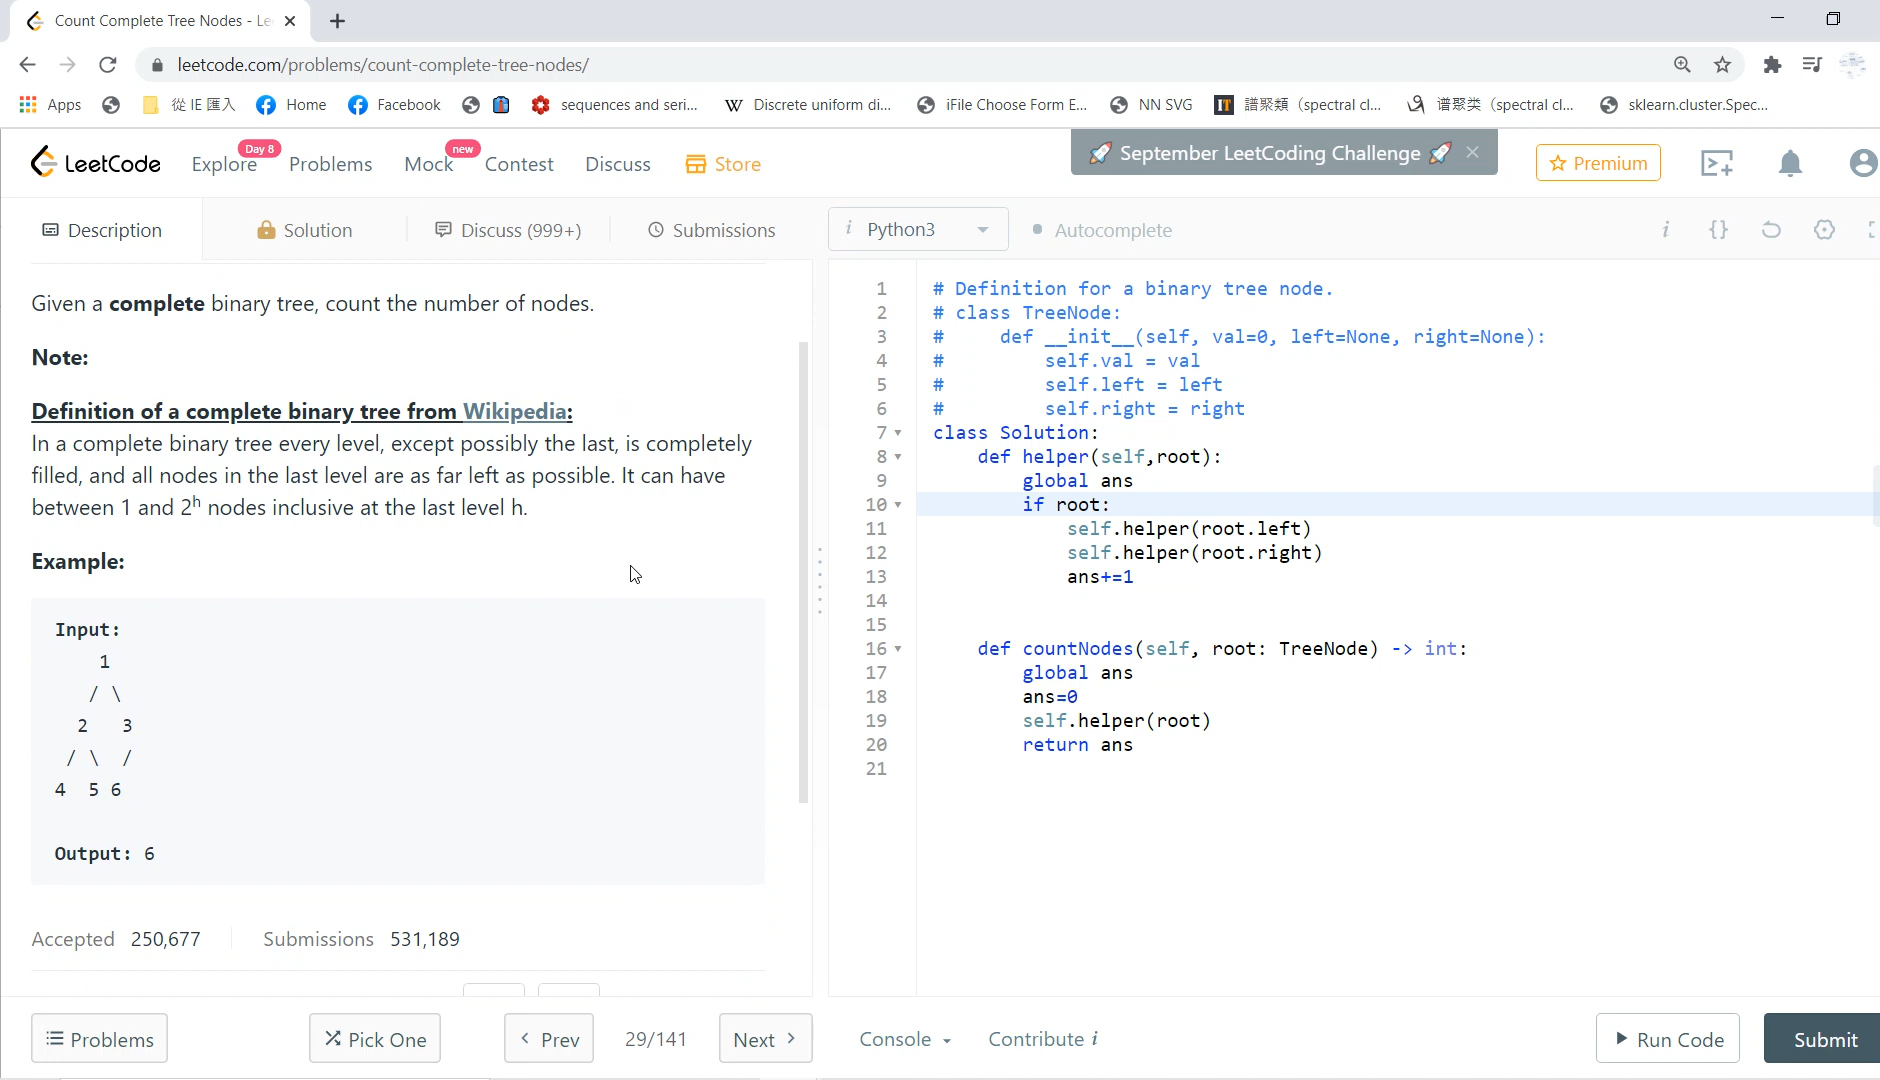 Count Complete Tree Nodes - Le
leetcode.com/problems/count-complete-tree-nodes/
Apps
從 IE 匯入
Home
Facebook
sequences and seri...
W Discrete uniform di...
iFile Choose Form E...
NN SVG
IT 譜聚類（spectral cl...
谱聚类（spectral cl...
sklearn.cluster.Spec...
LeetCode
Explore
Day 8
Problems
Mock
new
Contest
Discuss
Store
September LeetCoding Challenge
Premium
Description
Solution
Discuss (999+)
Submissions
i Python3
Autocomplete
i {}
Given a complete binary tree, count the number of nodes.
Note:
Definition of a complete binary tree from Wikipedia:
In a complete binary tree every level, except possibly the last, is completely
filled, and all nodes in the last level are as far left as possible. It can have
between 1 and 2ʰ nodes inclusive at the last level h.
Example:
Input:
1
/ \
2 3
/ \ /
4 5 6
Output: 6
Accepted 250,677 Submissions 531,189
Problems
Pick One
Prev
29/141
Next
1 # Definition for a binary tree node.
2 # class TreeNode:
3 #     def __init__(self, val=0, left=None, right=None):
4 #         self.val = val
5 #         self.left = left
6 #         self.right = right
7 class Solution:
8     def helper(self,root):
9         global ans
10         if root:
11             self.helper(root.left)
12             self.helper(root.right)
13             ans+=1
14
15
16     def countNodes(self, root: TreeNode) -> int:
17         global ans
18         ans=0
19         self.helper(root)
20         return ans
21
Console
Contribute i
Run Code
Submit